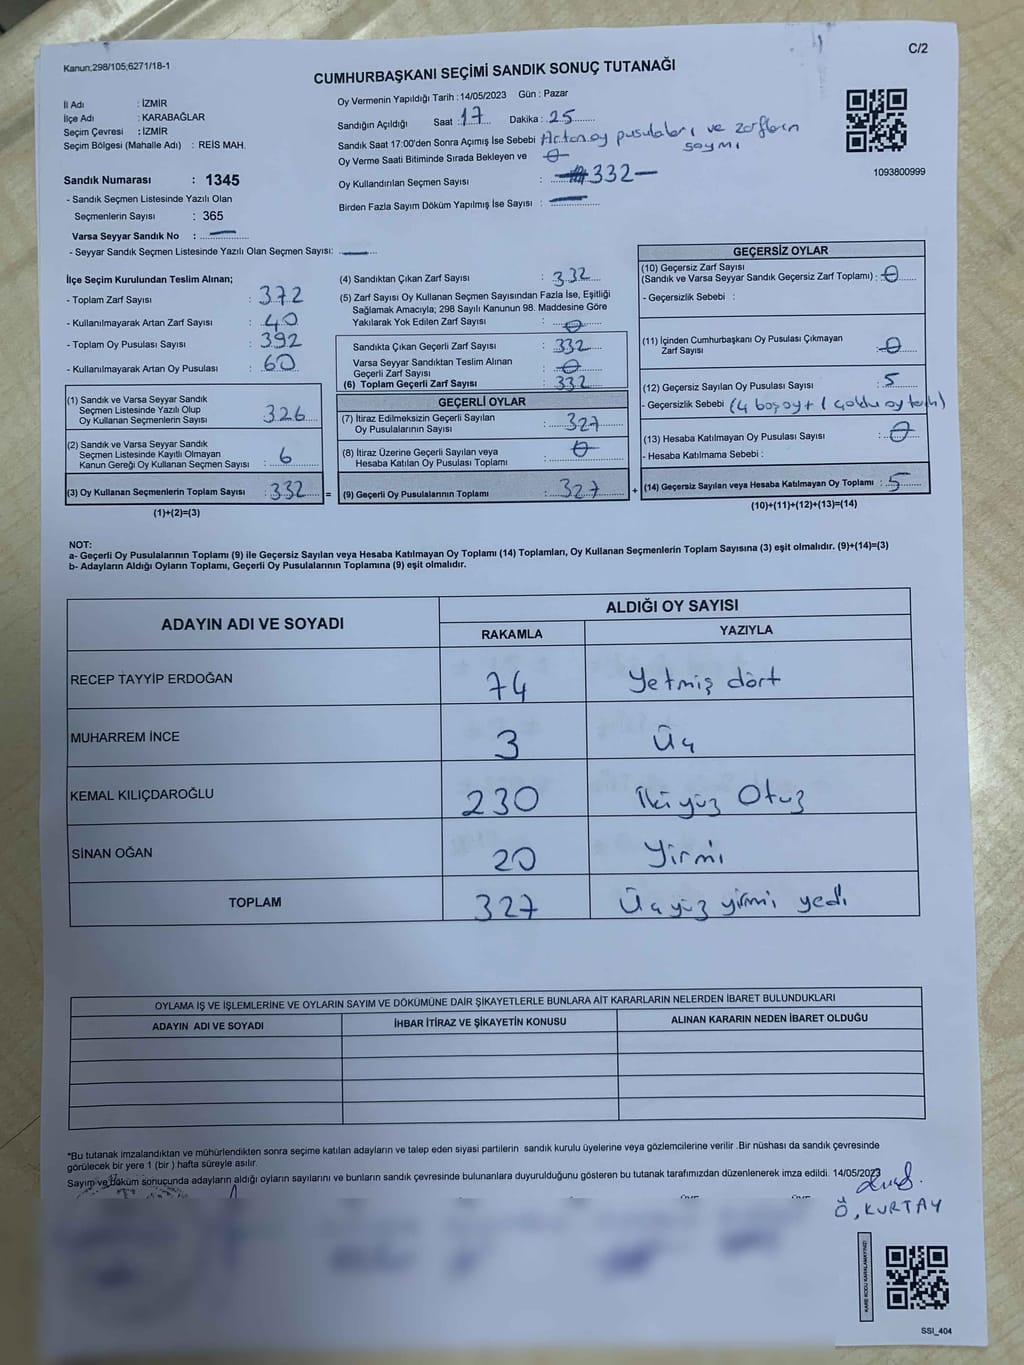 Kanun;298/105;6271/18-1
C/2
CUMHURBAŞKANI SEÇİMİ SANDIK SONUÇ TUTANAĞI
İl Adı : İZMİR
İlçe Adı : KARABAĞLAR
Seçim Çevresi : İZMİR
Seçim Bölgesi (Mahalle Adı) : REİS MAH.
Sandık Numarası : 1345
- Sandık Seçmen Listesinde Yazılı Olan
Seçmenlerin Sayısı : 365
Varsa Seyyar Sandık No : —
- Seyyar Sandık Seçmen Listesinde Yazılı Olan Seçmen Sayısı: —
Oy Vermenin Yapıldığı Tarih : 14/05/2023 Gün : Pazar
Sandığın Açıldığı Saat : 17 Dakika : 25
Sandık Saat 17:00'den Sonra Açımış İse Sebebi Artan oy pusulaları ve zarfların
sayımı
Oy Verme Saati Bitiminde Sırada Bekleyen ve 0
Oy Kullandırılan Seçmen Sayısı : 332—
Birden Fazla Sayım Döküm Yapılmış İse Sayısı : —
1093800999
İlçe Seçim Kurulundan Teslim Alınan;
- Toplam Zarf Sayısı : 372
- Kullanılmayarak Artan Zarf Sayısı : 40
- Toplam Oy Pusulası Sayısı : 392
- Kullanılmayarak Artan Oy Pusulası : 60
(1) Sandık ve Varsa Seyyar Sandık
Seçmen Listesinde Yazılı Olup
Oy Kullanan Seçmenlerin Sayısı : 326
(2) Sandık ve Varsa Seyyar Sandık
Seçmen Listesinde Kayıtlı Olmayan
Kanun Gereği Oy Kullanan Seçmen Sayısı : 6
(3) Oy Kullanan Seçmenlerin Toplam Sayısı : 332 =
(1)+(2)=(3)
(4) Sandıktan Çıkan Zarf Sayısı : 332
(5) Zarf Sayısı Oy Kullanan Seçmen Sayısından Fazla İse, Eşitliği
Sağlamak Amacıyla; 298 Sayılı Kanunun 98. Maddesine Göre
Yakılarak Yok Edilen Zarf Sayısı : 0
Sandıkta Çıkan Geçerli Zarf Sayısı : 332
Varsa Seyyar Sandıktan Teslim Alınan
Geçerli Zarf Sayısı : 0
(6) Toplam Geçerli Zarf Sayısı : 332
GEÇERLİ OYLAR
(7) İtiraz Edilmeksizin Geçerli Sayılan
Oy Pusulalarının Sayısı : 327
(8) İtiraz Üzerine Geçerli Sayılan veya
Hesaba Katılan Oy Pusulası Toplamı : 0
(9) Geçerli Oy Pusulalarının Toplamı : 327 +
GEÇERSİZ OYLAR
(10) Geçersiz Zarf Sayısı
(Sandık ve Varsa Seyyar Sandık Geçersiz Zarf Toplamı) : 0
- Geçersizlik Sebebi :
(11) İçinden Cumhurbaşkanı Oy Pusulası Çıkmayan
Zarf Sayısı : 0
(12) Geçersiz Sayılan Oy Pusulası Sayısı : 5
- Geçersizlik Sebebi (4 boş oy + 1
(13) Hesaba Katılmayan Oy Pusulası Sayısı : 0
- Hesaba Katılmama Sebebi :
(14) Geçersiz Sayılan veya Hesaba Katılmayan Oy Toplamı : 5
(10)+(11)+(12)+(13)=(14)
NOT:
a- Geçerli Oy Pusulalarının Toplamı (9) ile Geçersiz Sayılan veya Hesaba Katılmayan Oy Toplamı (14) Toplamları, Oy Kullanan Seçmenlerin Toplam Sayısına (3) eşit olmalıdır. (9)+(14)=(3)
b- Adayların Aldığı Oyların Toplamı, Geçerli Oy Pusulalarının Toplamına (9) eşit olmalıdır.
ADAYIN ADI VE SOYADI ALDIĞI OY SAYISI
RAKAMLA YAZIYLA
RECEP TAYYİP ERDOĞAN 74 Yetmiş dört
MUHARREM İNCE 3 Üç
KEMAL KILIÇDAROĞLU 230 İki yüz Otuz
SİNAN OĞAN 20 Yirmi
TOPLAM 327 Üç yüz yirmi yedi
OYLAMA İŞ VE İŞLEMLERİNE VE OYLARIN SAYIM VE DÖKÜMÜNE DAİR ŞİKAYETLERLE BUNLARA AİT KARARLARIN NELERDEN İBARET BULUNDUKLARI
ADAYIN ADI VE SOYADI İHBAR İTİRAZ VE ŞİKAYETİN KONUSU ALINAN KARARIN NEDEN İBARET OLDUĞU
*Bu tutanak imzalandıktan ve mühürlendikten sonra seçime katılan adayların ve talep eden siyasi partilerin sandık kurulu üyelerine veya gözlemcilerine verilir .Bir nüshası da sandık çevresinde
görülecek bir yere 1 (bir ) hafta süreyle asılır.
Sayım ve döküm sonucunda adayların aldığı oyların sayılarını ve bunların sandık çevresinde bulunanlara duyurulduğunu gösteren bu tutanak tarafımızdan düzenlenerek imza edildi. 14/05/2023
Ö. KURTAY
KARE KODU KARALAMAYINIZ!
SSI_404